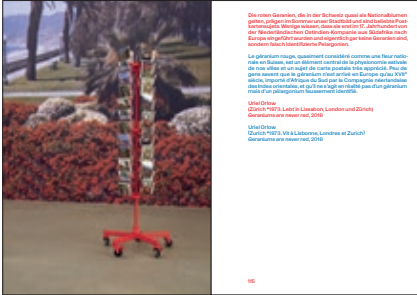 Die roten Geranien, die in der Schweiz quasi als Nationalblumen
gelten, prägen im Sommer unser Stadtbild und sind beliebte Post-
kartensujets. Wenige wissen, dass sie erst im 17. Jahrhundert von
der Niederländischen Ostindien-Kompanie aus Südafrika nach
Europa eingeführt wurden und eigentlich gar keine Geranien sind,
sondern falsch identifizierte Pelargonien.
Le géranium rouge, quasiment considéré comme une fleur natio-
nale en Suisse, est un élément central de la physionomie estivale
de nos villes et un sujet de carte postale très apprécié. Peu de
gens savent que le géranium n'est arrivé en Europe qu'au XVIIe
siècle, importé d'Afrique du Sud par la Compagnie néerlandaise
des Indes orientales, et qu'il ne s'agit en réalité pas d'un géranium
mais d'un pélargonium faussement identifié.
Uriel Orlow
(Zürich *1973. Lebt in Lissabon, London und Zürich)
Geraniums are never red, 2016
Uriel Orlow
(Zurich *1973. Vit à Lisbonne, Londres et Zurich)
Geraniums are never red, 2016